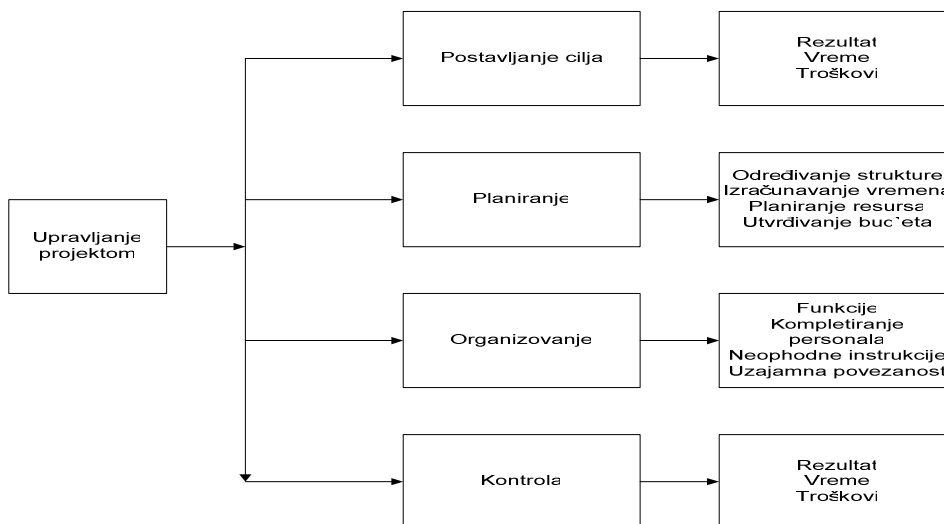 Postavljanje cilja
Rezultat
Vreme
Troškovi
Upravljanje
projektom
Planiranje
Određivanje strukture
Izračunavanje vremena
Planiranje resursa
Utvrđivanje buc`eta
Organizovanje
Funkcije
Kompletiranje
personala
Neophodne instrukcije
Uzajamna povezanost
Kontrola
Rezultat
Vreme
Troškovi